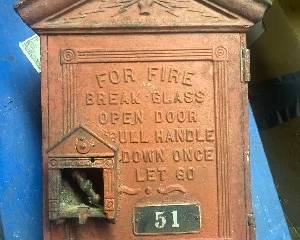 FOR FIRE
BREAK GLASS
OPEN DOOR
PULL HANDLE
DOWN ONCE
LET GO
51